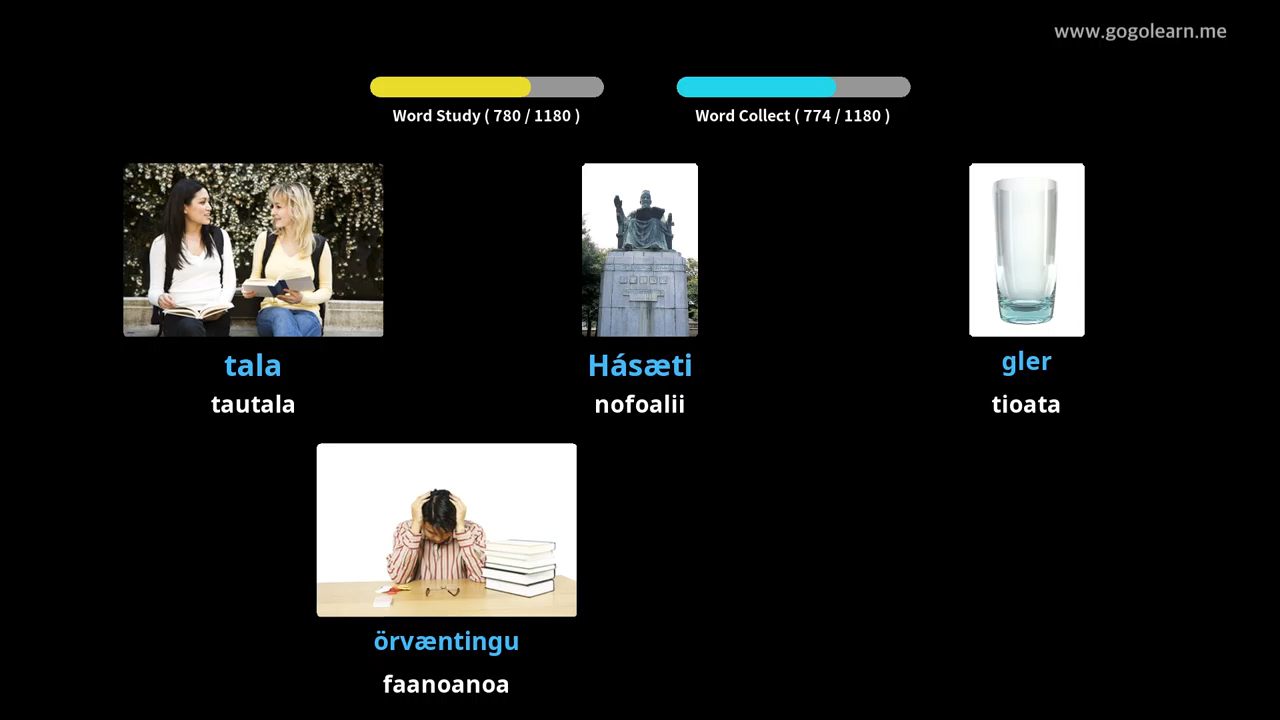 www.gogolearn.me
Word Study ( 780 / 1180 )
Word Collect ( 774 / 1180 )
tala
tautala
Hásæti
nofoalii
gler
tioata
örvæntingu
faanoanoa